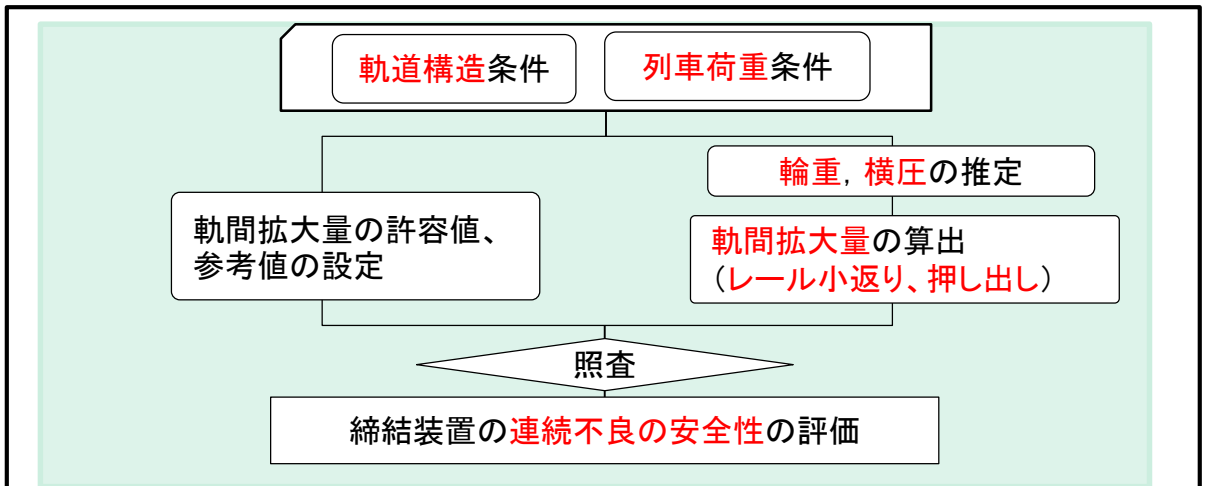 軌道構造条件
列車荷重条件
輪重，横圧の推定
軌間拡大量の許容値、
参考値の設定
軌間拡大量の算出
（レール小返り、押し出し）
照査
締結装置の連続不良の安全性の評価